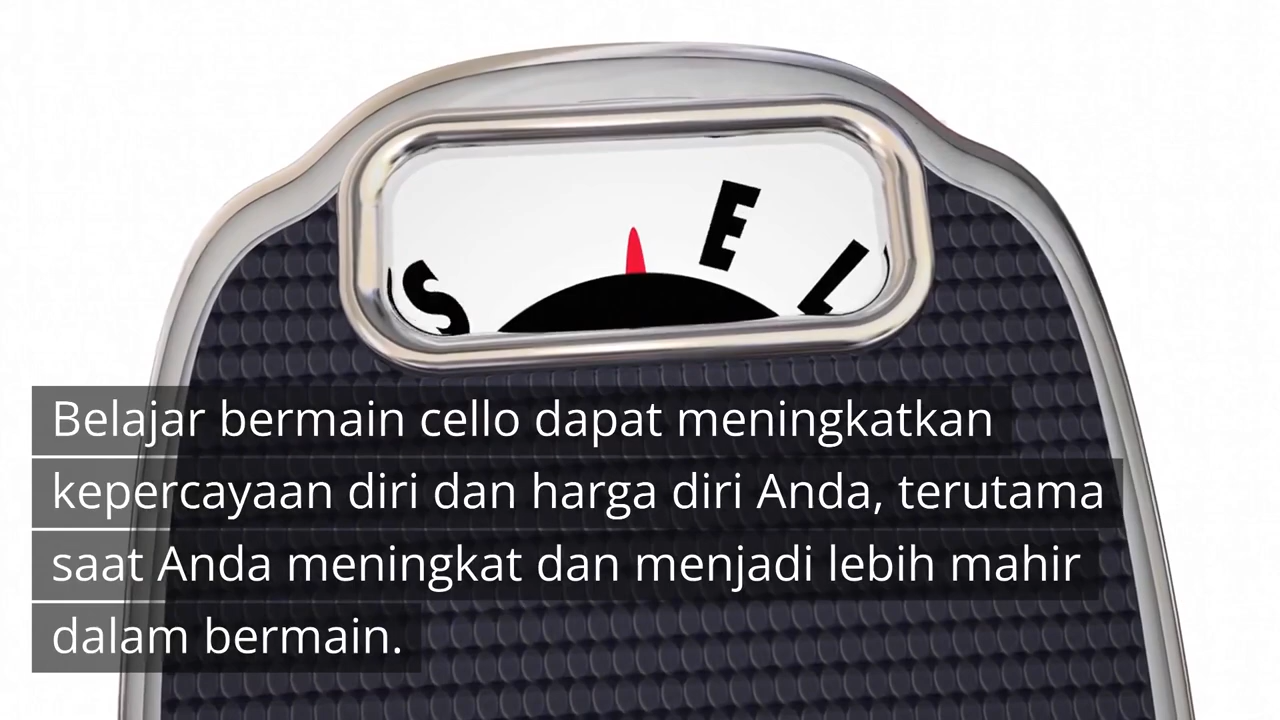 S E L
Belajar bermain cello dapat meningkatkan
kepercayaan diri dan harga diri Anda, terutama
saat Anda meningkat dan menjadi lebih mahir
dalam bermain.